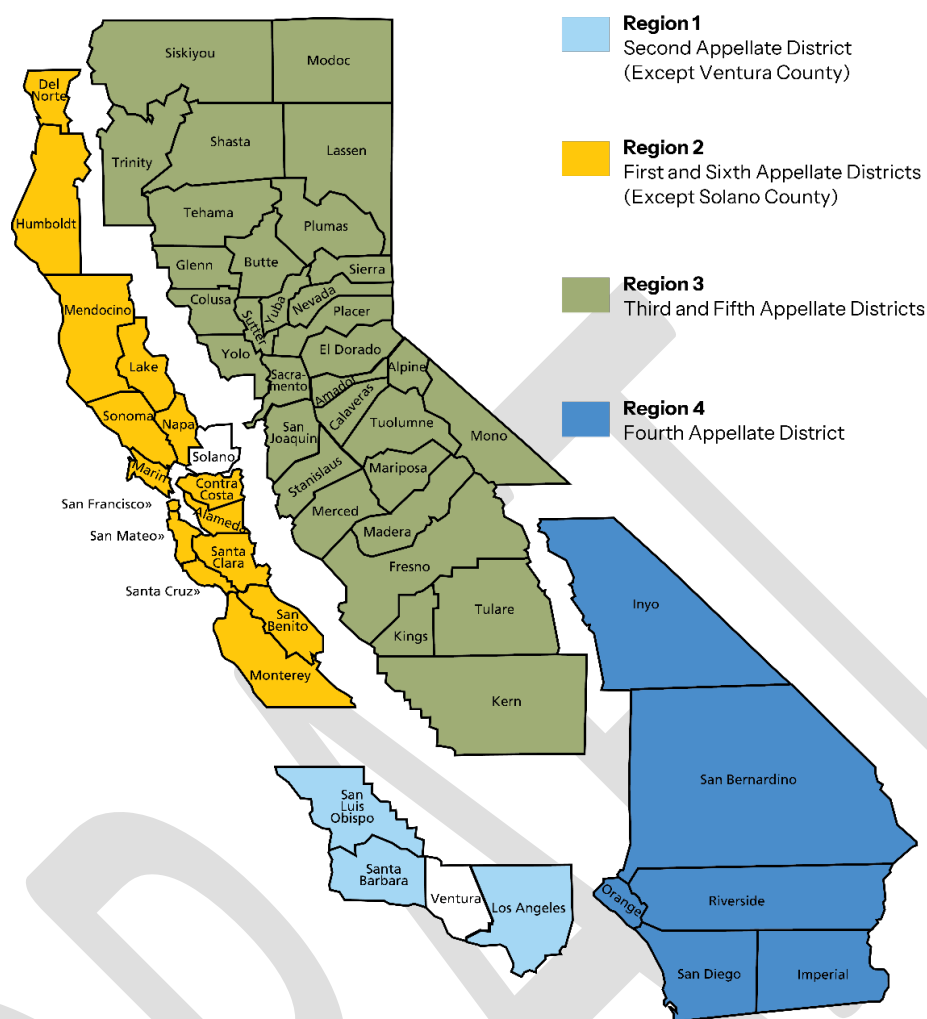 Region 1
Second Appellate District
(Except Ventura County)
Region 2
First and Sixth Appellate Districts
(Except Solano County)
Region 3
Third and Fifth Appellate Districts
Region 4
Fourth Appellate District
Siskiyou
Modoc
Del
Norte
Trinity
Shasta
Lassen
Humboldt
Tehama
Plumas
Glenn
Butte
Sierra
Colusa
Sutter
Yuba
Nevada
Placer
Mendocino
Lake
Yolo
El Dorado
Sacra-
mento
Amador
Alpine
Calaveras
Sonoma
Napa
Solano
San
Joaquin
Tuolumne
Mono
Marin
Contra
Costa
Stanislaus
Mariposa
San Francisco»
Alameda
Merced
Madera
San Mateo»
Santa
Clara
Fresno
Santa Cruz»
San
Benito
Kings
Tulare
Inyo
Monterey
Kern
San Bernardino
San
Luis
Obispo
Santa
Barbara
Ventura
Los Angeles
Orange
Riverside
San Diego
Imperial
DRAFT